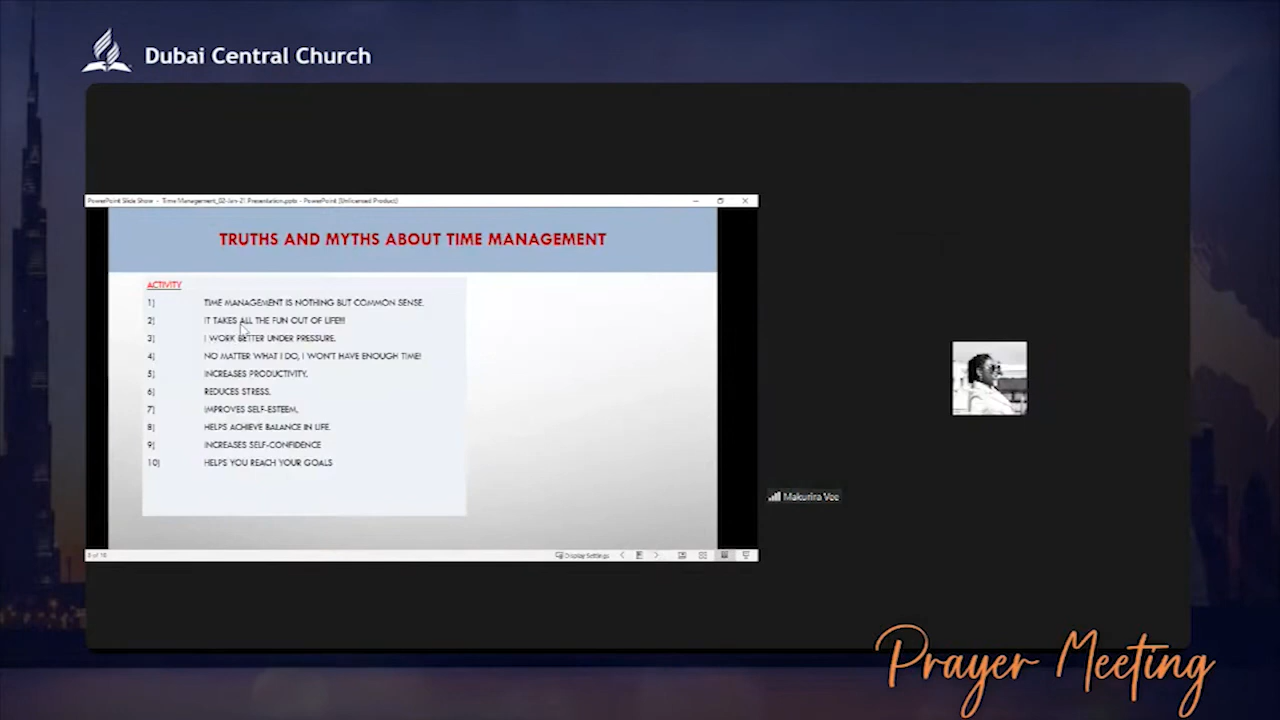 Dubai Central Church
PowerPoint Slide Show - Time Management_02-Jan-21 Presentation.pptx - PowerPoint (Unlicensed Product)
TRUTHS AND MYTHS ABOUT TIME MANAGEMENT
ACTIVITY
1) TIME MANAGEMENT IS NOTHING BUT COMMON SENSE.
2) IT TAKES ALL THE FUN OUT OF LIFE!!!
3) I WORK BETTER UNDER PRESSURE.
4) NO MATTER WHAT I DO, I WON'T HAVE ENOUGH TIME!
5) INCREASES PRODUCTIVITY.
6) REDUCES STRESS.
7) IMPROVES SELF-ESTEEM.
8) HELPS ACHIEVE BALANCE IN LIFE.
9) INCREASES SELF-CONFIDENCE
10) HELPS YOU REACH YOUR GOALS
Makurira Vee
Display Settings
Prayer Meeting